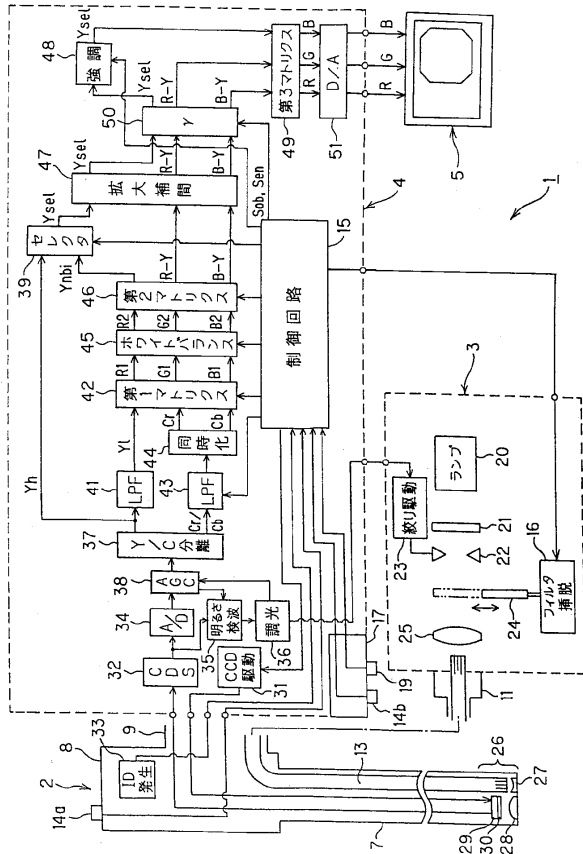 Yh
Ysel
48
強調
39
セレクタ
Ysel
47
拡大補間
Ysel
R-Y
B-Y
50
γ
Ysel
R-Y
B-Y
49
第3マトリクス
R
G
B
51
D/A
R
G
B
5
1
4
Ynbi
46
第2マトリクス
R-Y
B-Y
45
ホワイトバランス
R2
G2
B2
42
第1マトリクス
R1
G1
B1
Yl
Cr
Cb
44
同時化
41
LPF
43
LPF
Cr/
Cb
37
Y/C分離
38
AGC
34
A/D
35
明るさ検波
36
調光
32
CDS
31
CCD駆動
Sob, Sen
15
制御回路
17
14b
19
14a
2
8
33
ID発生
9
7
13
26
27
28
29
30
11
3
23
絞り駆動
20
ランプ
21
22
24
25
16
フィルタ挿脱